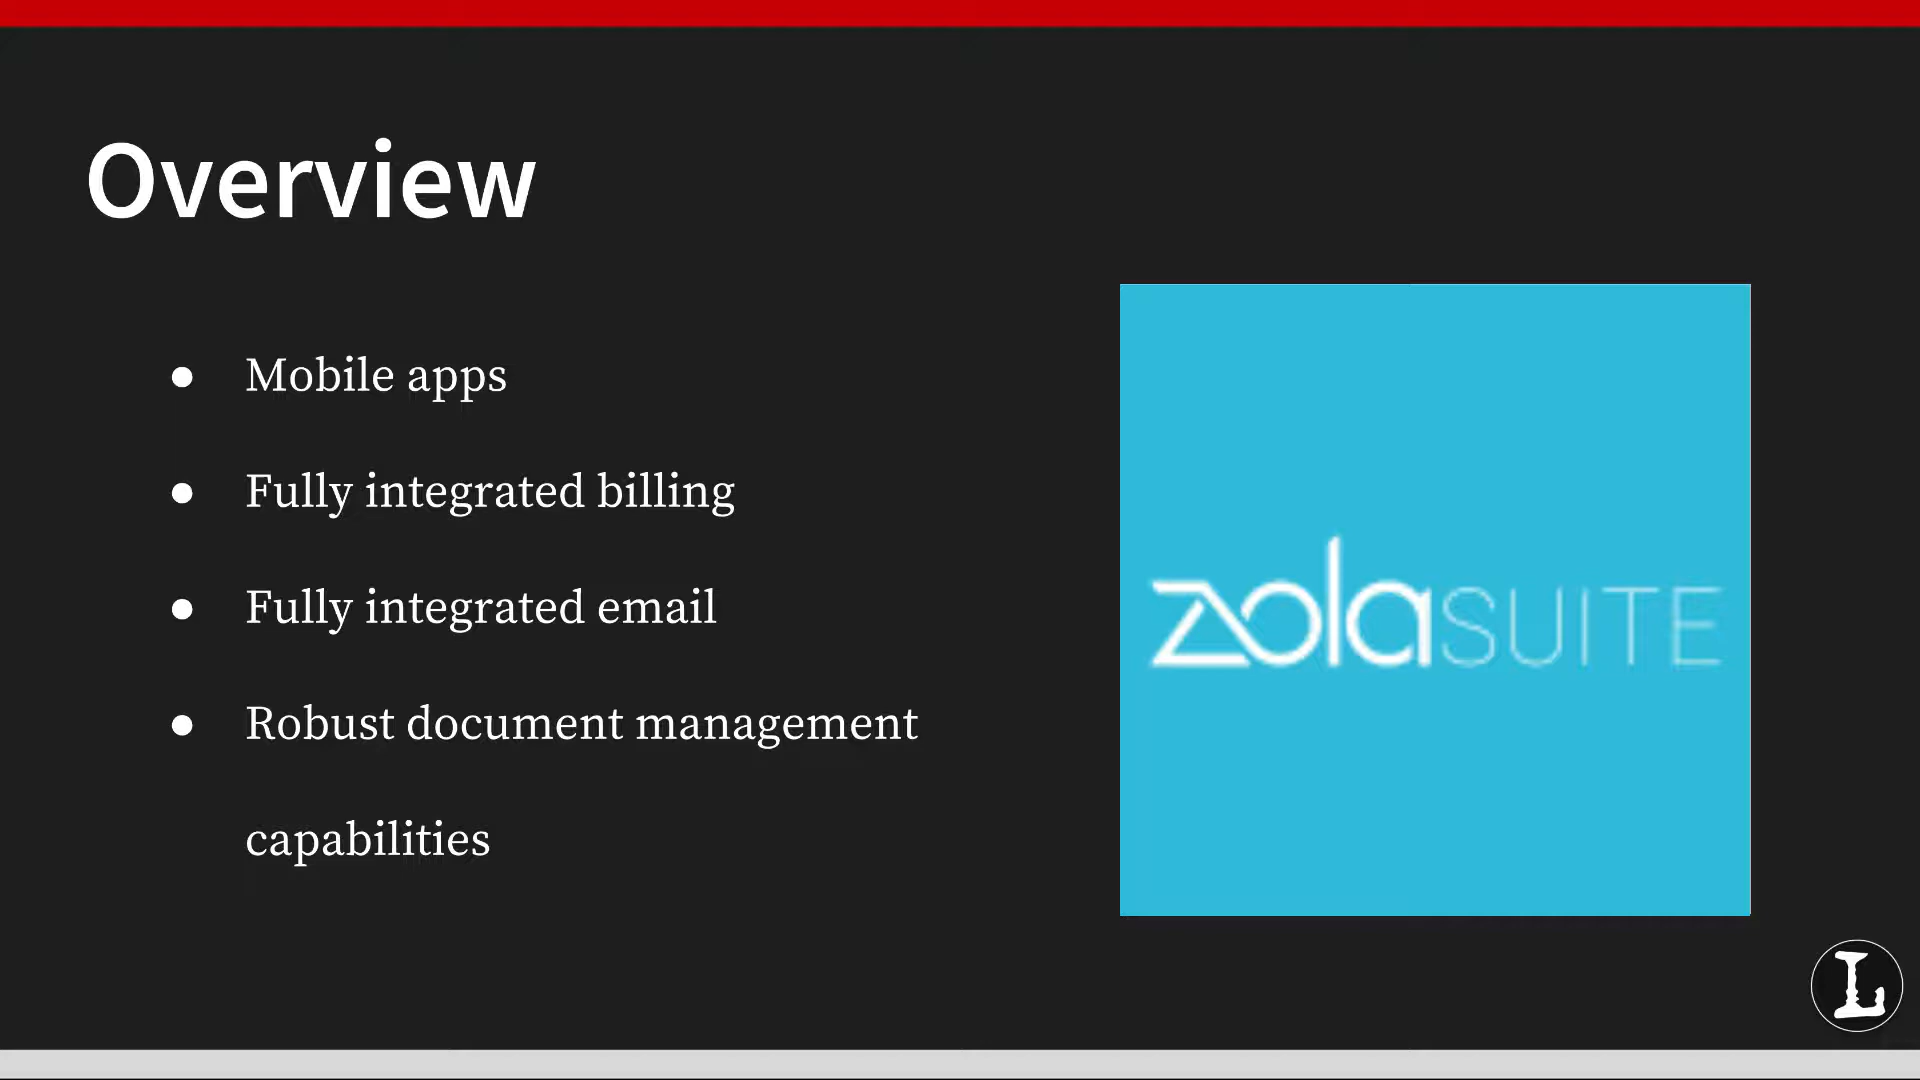 Overview
● Mobile apps
● Fully integrated billing
● Fully integrated email
● Robust document management
capabilities
zolaSUITE
L